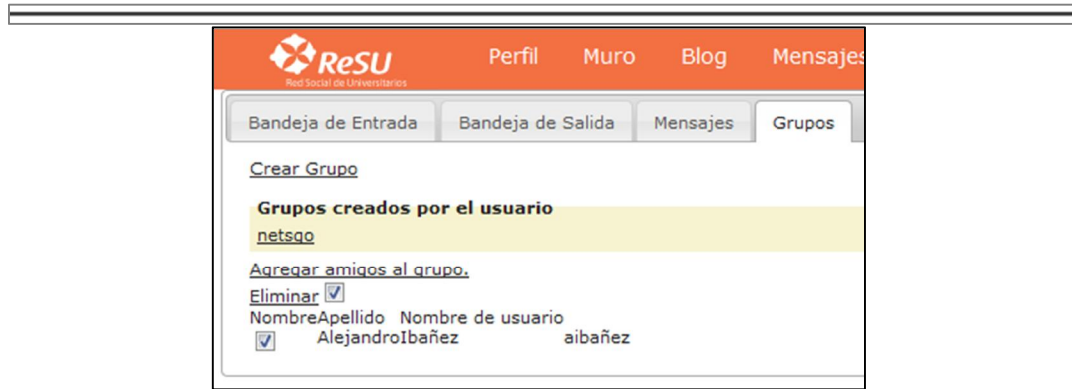 ReSU
Red Social de Universitarios
Perfil Muro Blog Mensajes
Bandeja de Entrada Bandeja de Salida Mensajes Grupos
Crear Grupo
Grupos creados por el usuario
netsgo
Agregar amigos al grupo.
Eliminar
NombreApellido Nombre de usuario
AlejandroIbañez aibañez